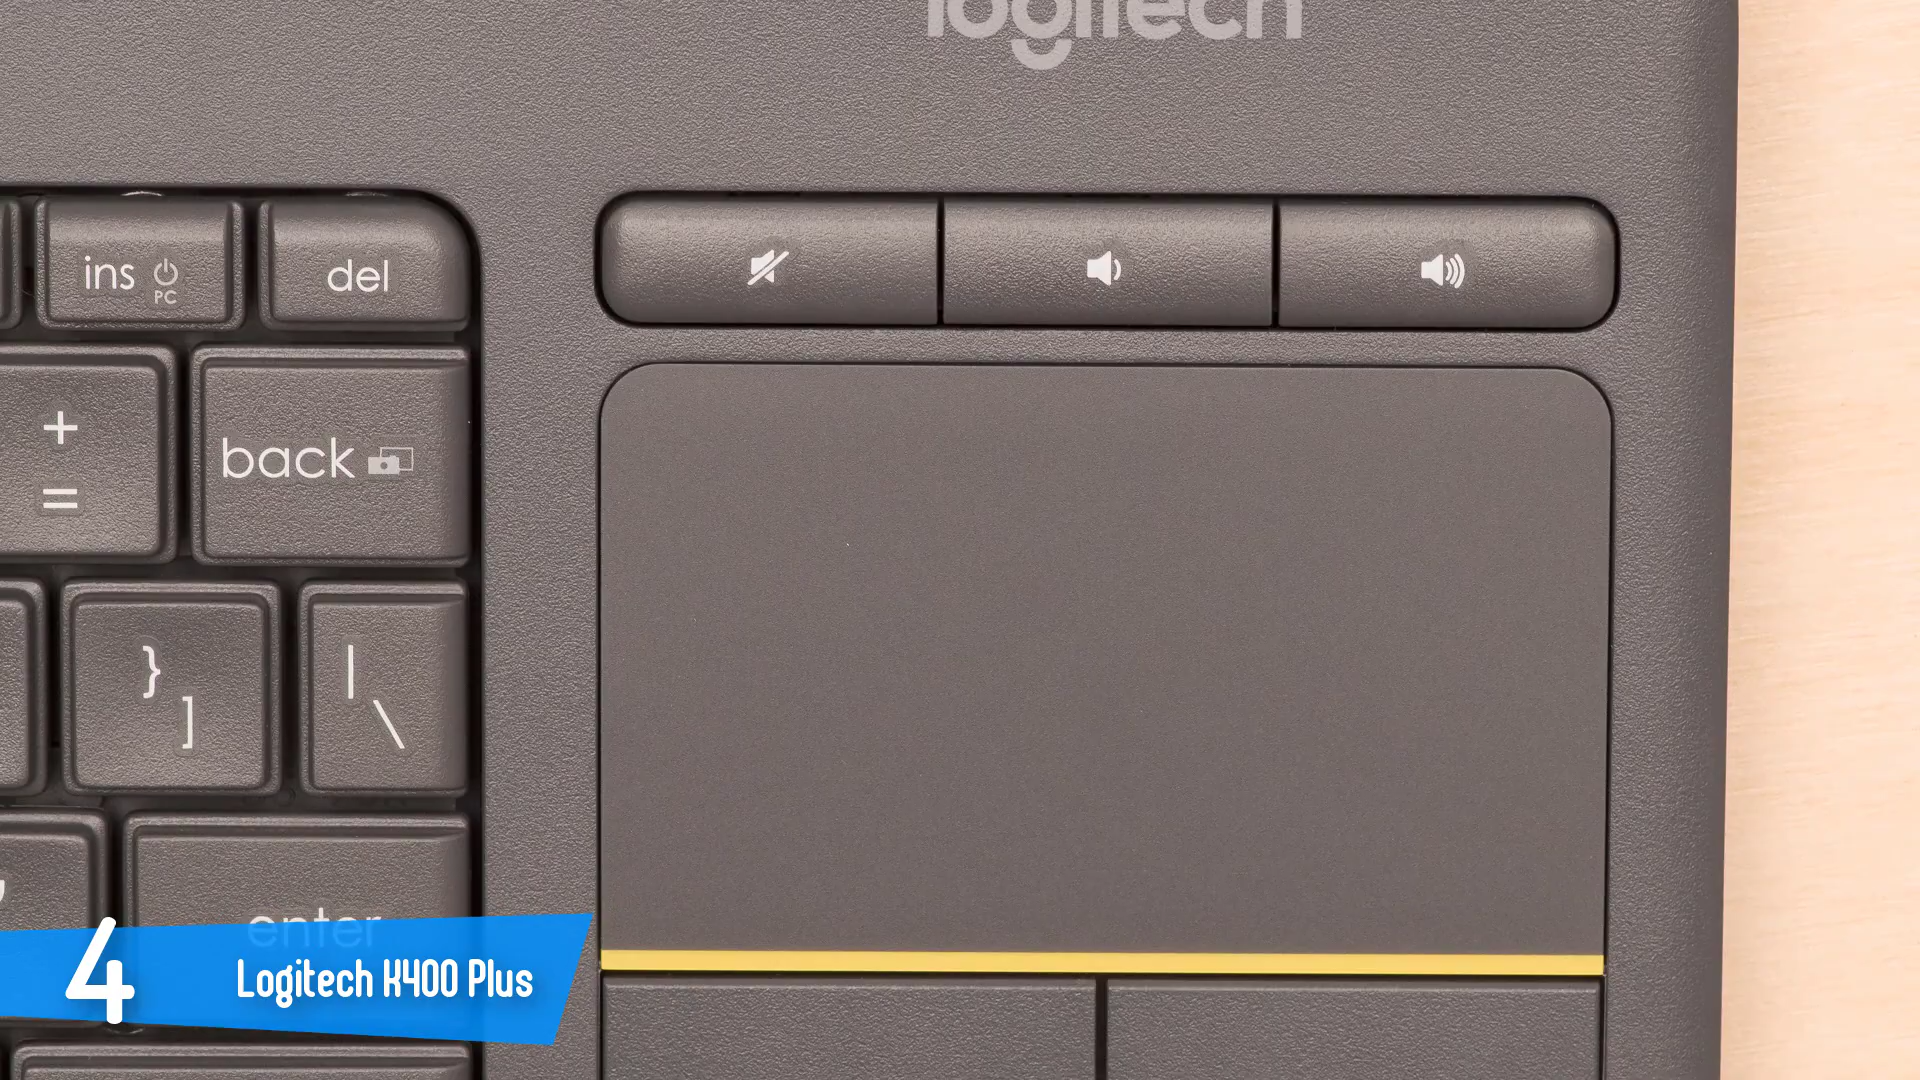 logitech
ins PC
del
+
=
back
}
]
|
\
enter
4
Logitech K400 Plus